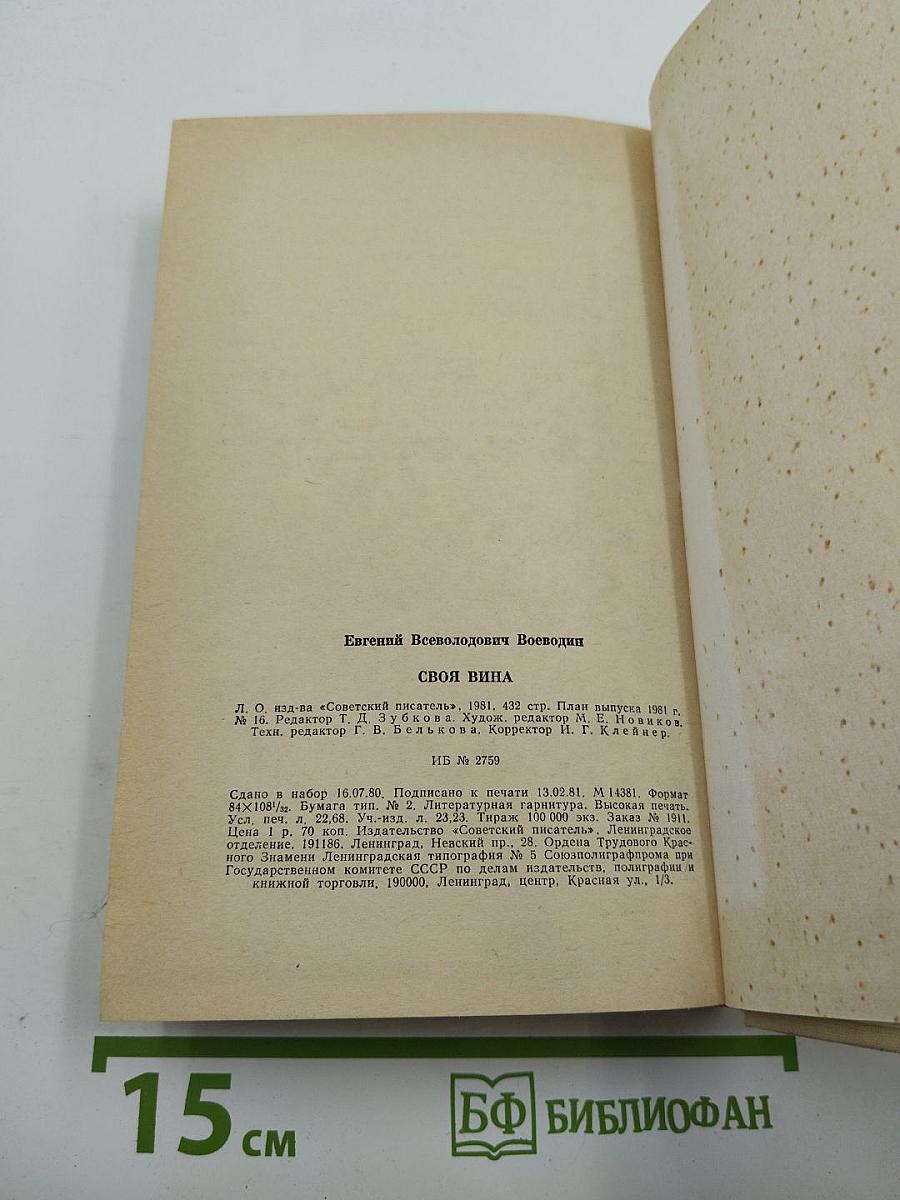 Евгений Всеволодович Воеводин
СВОЯ ВИНА
Л. О. изд-ва «Советский писатель», 1981, 432 стр. План выпуска 1981 г.
№ 16. Редактор Т. Д. Зубкова. Худож. редактор М. Е. Новиков.
Техн. редактор Г. В. Белькова. Корректор И. Г. Клейнер.
ИБ № 2759
Сдано в набор 16.07.80. Подписано к печати 13.02.81. М 14381. Формат
84×108¹/₃₂. Бумага тип. № 2. Литературная гарнитура. Высокая печать.
Усл. печ. л. 22,68. Уч.-изд. л. 23,23. Тираж 100 000 экз. Заказ № 1911.
Цена 1 р. 70 коп. Издательство «Советский писатель». Ленинградское
отделение. 191186. Ленинград, Невский пр., 28. Ордена Трудового Крас-
ного Знамени Ленинградская типография № 5 Союзполиграфпрома при
Государственном комитете СССР по делам издательств, полиграфии и
книжной торговли. 190000, Ленинград, центр, Красная ул., 1/3.
15 см
БФ БИБЛИОФАН